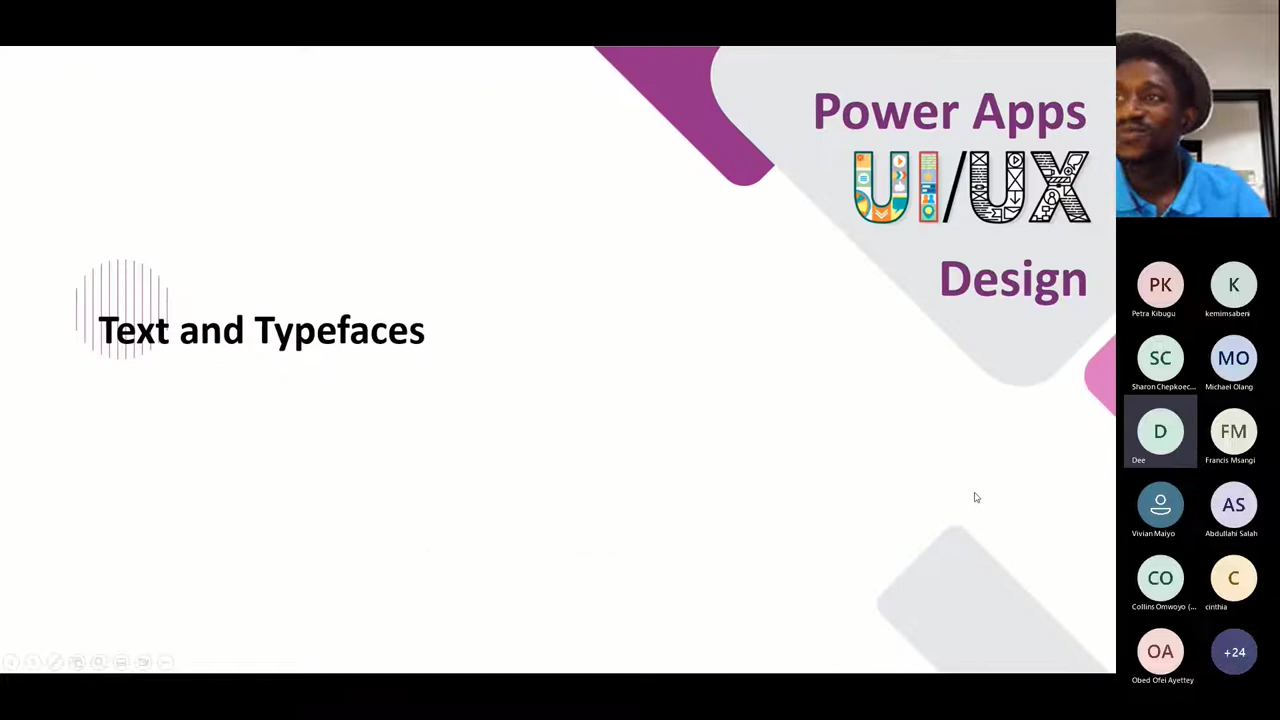 Power Apps
UI/UX
Design
Text and Typefaces
PK
K
Petra Kibugu
kemimsabeni
SC
MO
Sharon Chepkoec...
Michael Olang
D
FM
Dee
Francis Msangi
AS
Vivian Maiyo
Abdullahi Salah
CO
C
Collins Omwoyo (...
cinthia
OA
+24
Obed Ofei Ayettey